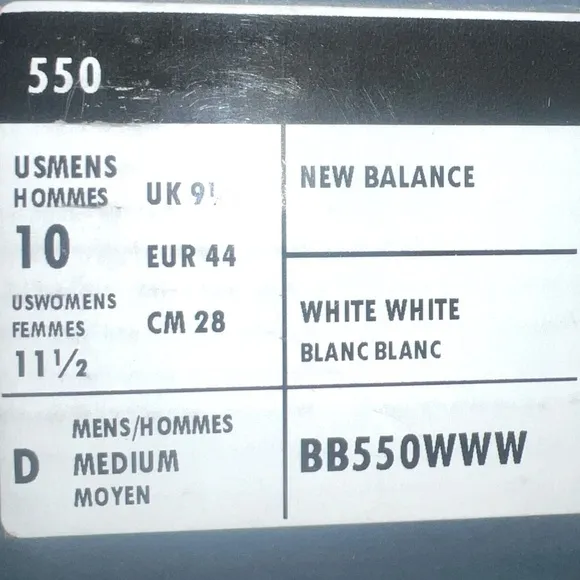 550
USMENS
HOMMES
10
USWOMENS
FEMMES
11½
UK
EUR 44
CM 28
NEW BALANCE
WHITE WHITE
BLANC BLANC
D
MENS/HOMMES
MEDIUM
MOYEN
BB550WWW